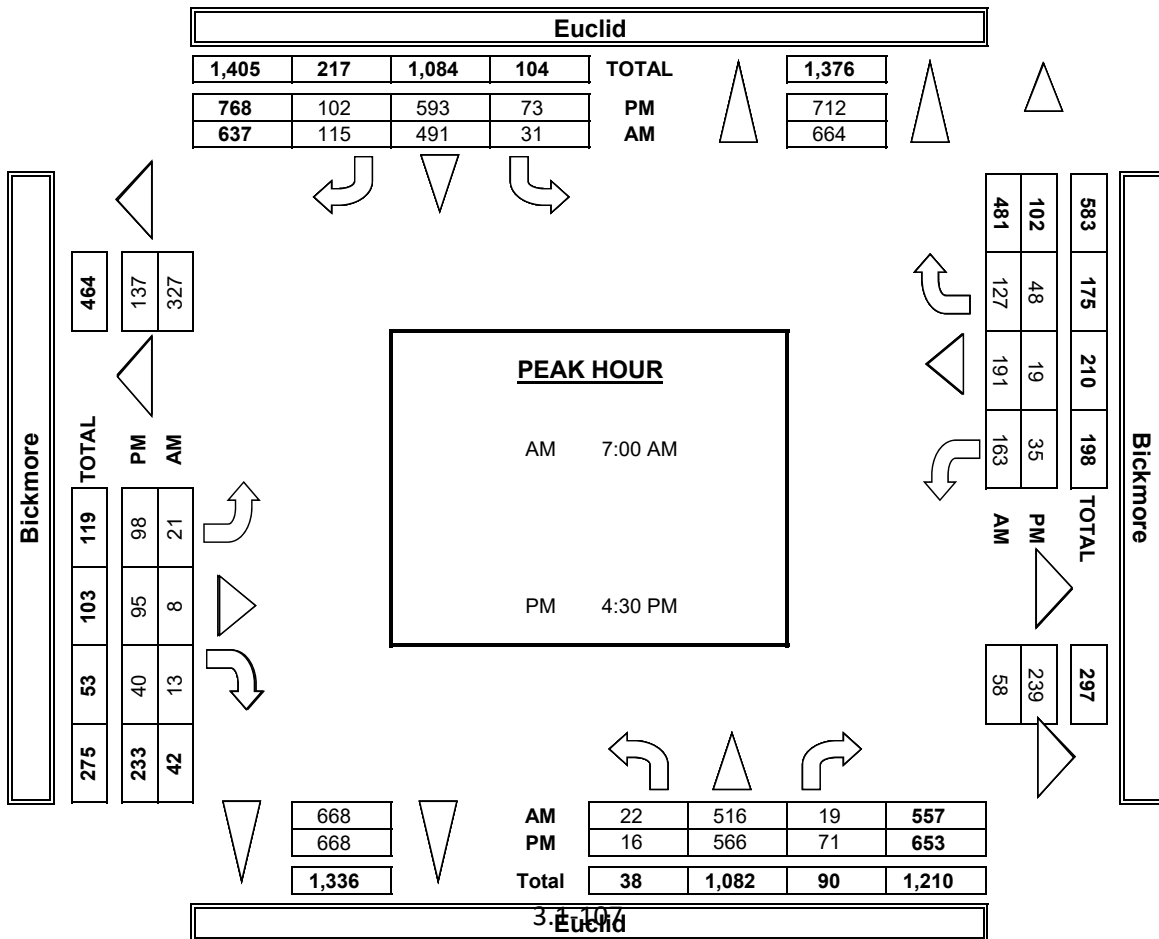 Euclid
1,405 217 1,084 104 TOTAL 1,376
768 102 593 73 PM 712
637 115 491 31 AM 664
Bickmore
464
137
327
TOTAL
PM
AM
119 103 53 275
98 95 40 233
21 8 13 42
PEAK HOUR
AM 7:00 AM
PM 4:30 PM
583 175 210 198 TOTAL 297
102 48 19 35 PM 239
481 127 191 163 AM 58
Bickmore
668 AM 22 516 19 557
668 PM 16 566 71 653
1,336 Total 38 1,082 90 1,210
3.1-107
Euclid